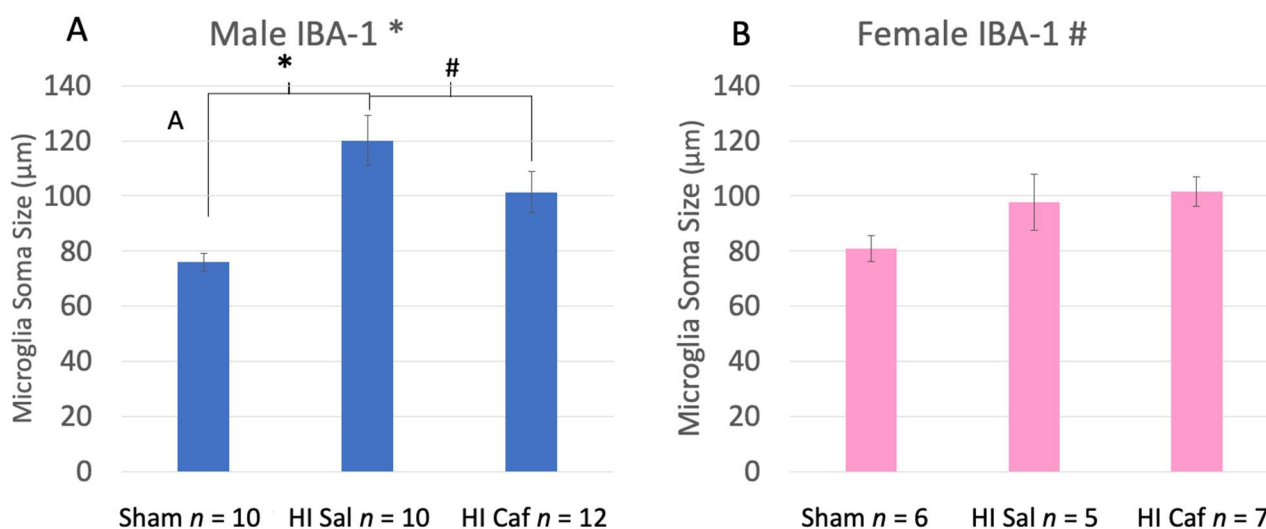 A
Male IBA-1 *
*
#
A
Microglia Soma Size (µm)
140
120
100
80
60
40
20
0
Sham n = 10 HI Sal n = 10 HI Caf n = 12
B
Female IBA-1 #
Microglia Soma Size (µm)
140
120
100
80
60
40
20
0
Sham n = 6 HI Sal n = 5 HI Caf n = 7